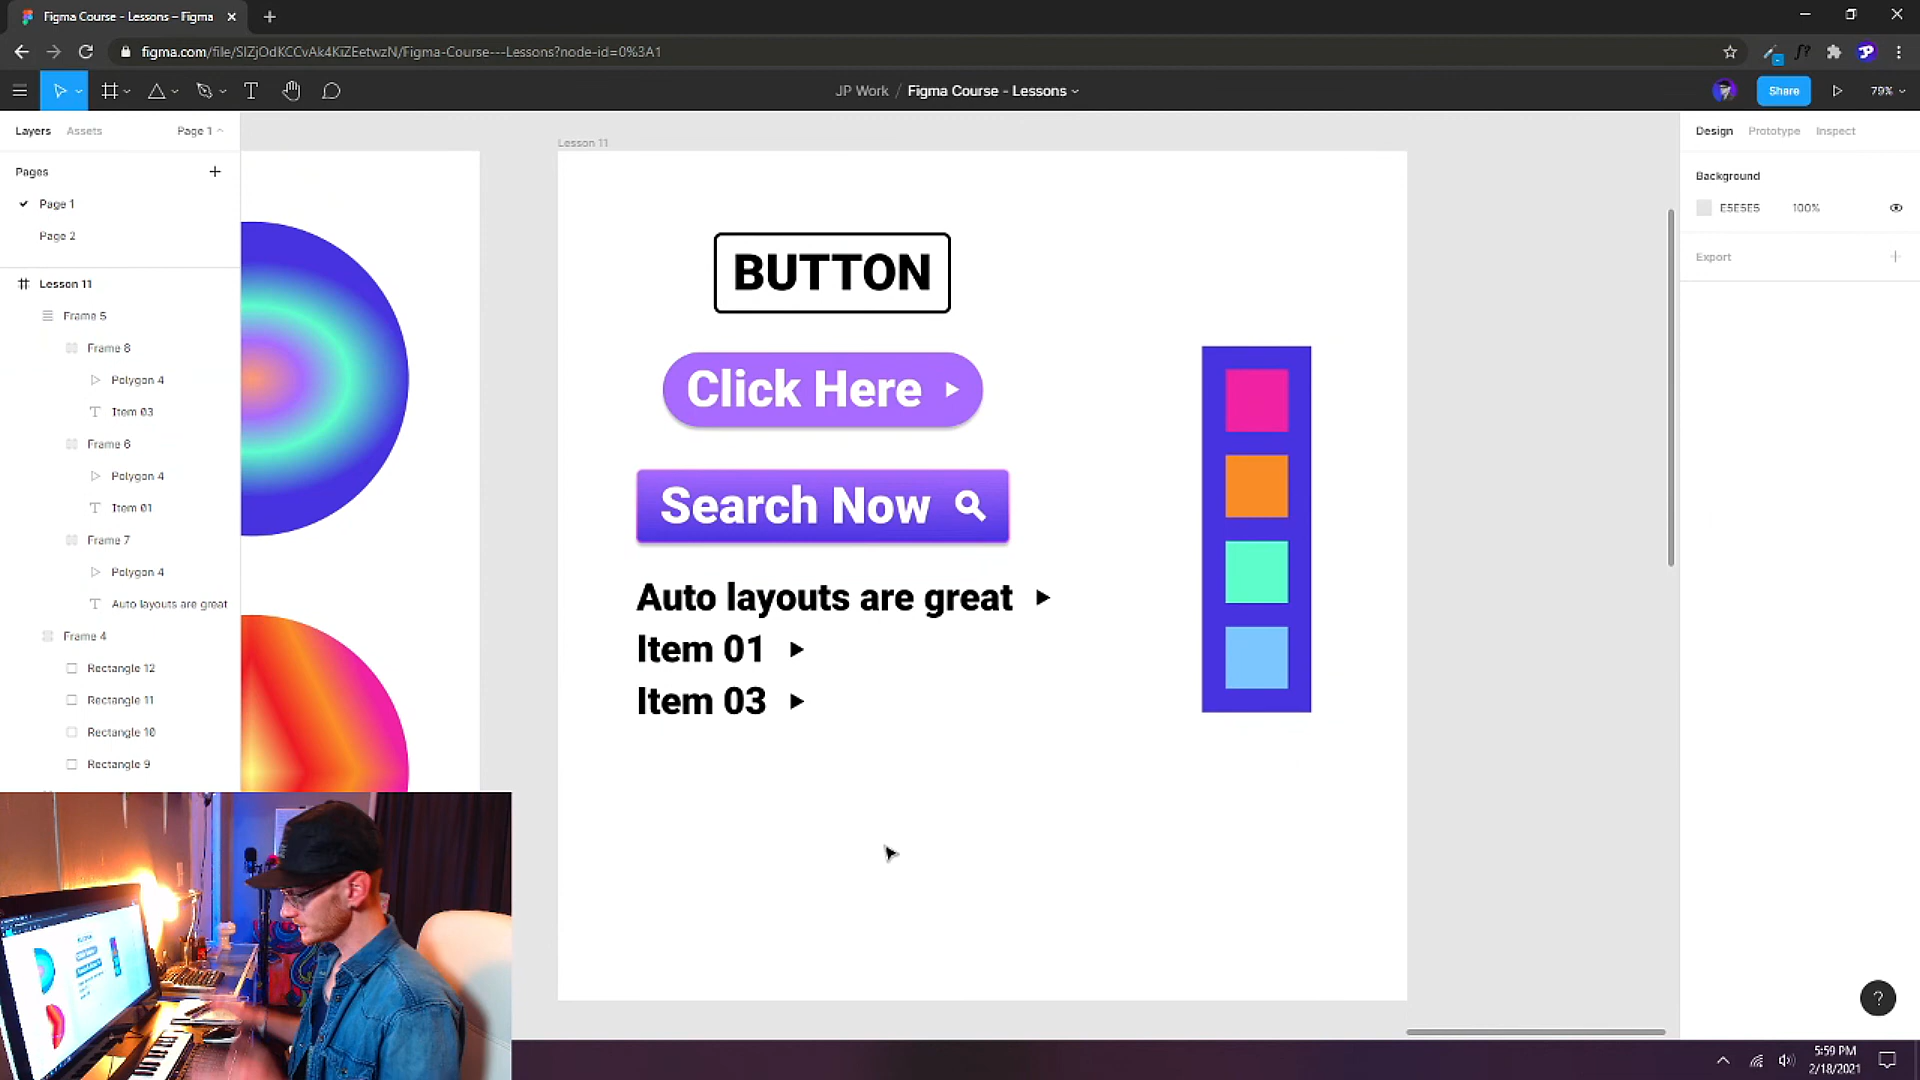 Figma Course - Lessons – Figma
figma.com/file/SIZjOdKCCvAk4KiZEetwzN/Figma-Course---Lessons?node-id=0%3A1
JP Work / Figma Course - Lessons
Share
79%
Layers
Assets
Page 1
Pages
Page 1
Page 2
Lesson 11
Frame 5
Frame 8
Polygon 4
Item 03
Frame 6
Polygon 4
Item 01
Frame 7
Polygon 4
Auto layouts are great
Frame 4
Rectangle 12
Rectangle 11
Rectangle 10
Rectangle 9
Lesson 11
BUTTON
Click Here
Search Now
Auto layouts are great
Item 01
Item 03
Design
Prototype
Inspect
Background
E5E5E5
100%
Export
?
5:59 PM
2/18/2021